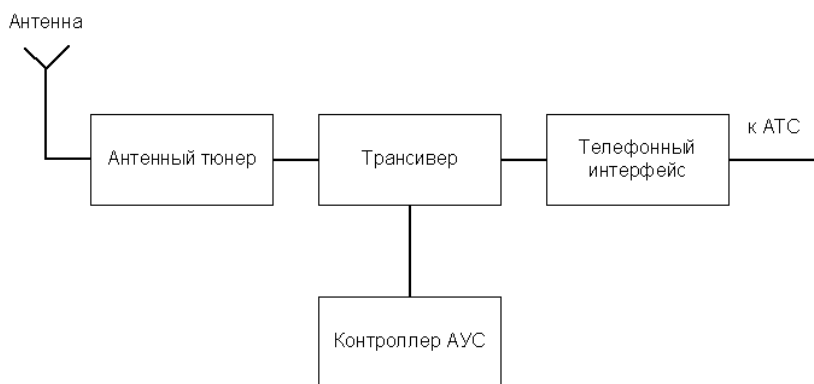 Антенна
Антенный тюнер
Трансивер
Телефонный
интерфейс
к АТС
Контроллер АУС